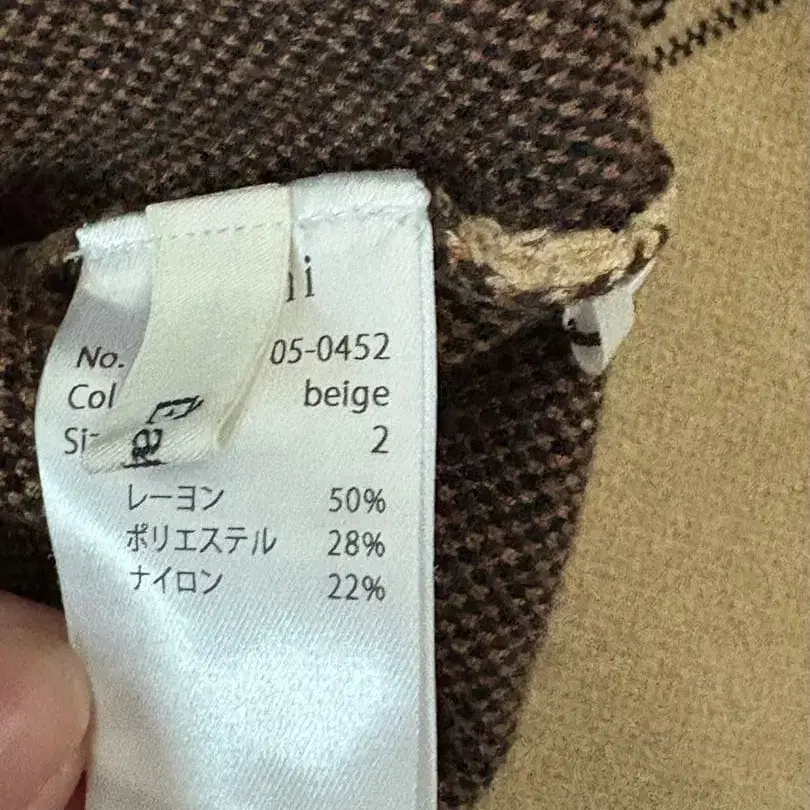 No. 05-0452
Col beige
Si 2
レーヨン 50%
ポリエステル 28%
ナイロン 22%